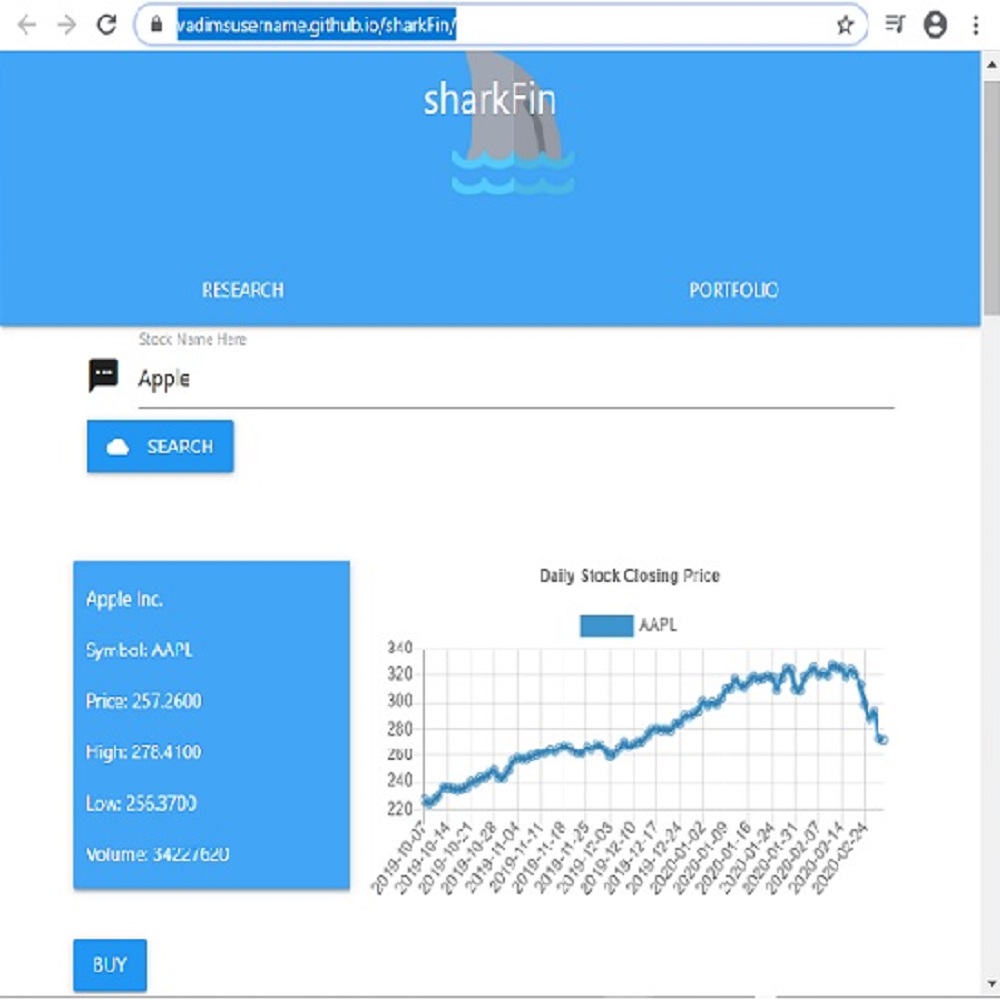 vadimsusername.github.io/sharkFin/
sharkFin
RESEARCH
PORTFOLIO
Stock Name Here
Apple
SEARCH
Apple Inc.
Symbol: AAPL
Price: 257.2600
High: 278.4100
Low: 256.3700
Volume: 34227620
BUY
Daily Stock Closing Price
AAPL
340
320
300
280
260
240
220
2019-10-07
2019-10-14
2019-10-21
2019-10-28
2019-11-04
2019-11-11
2019-11-18
2019-11-25
2019-12-03
2019-12-10
2019-12-17
2019-12-24
2020-01-02
2020-01-09
2020-01-16
2020-01-24
2020-01-31
2020-02-07
2020-02-14
2020-02-24